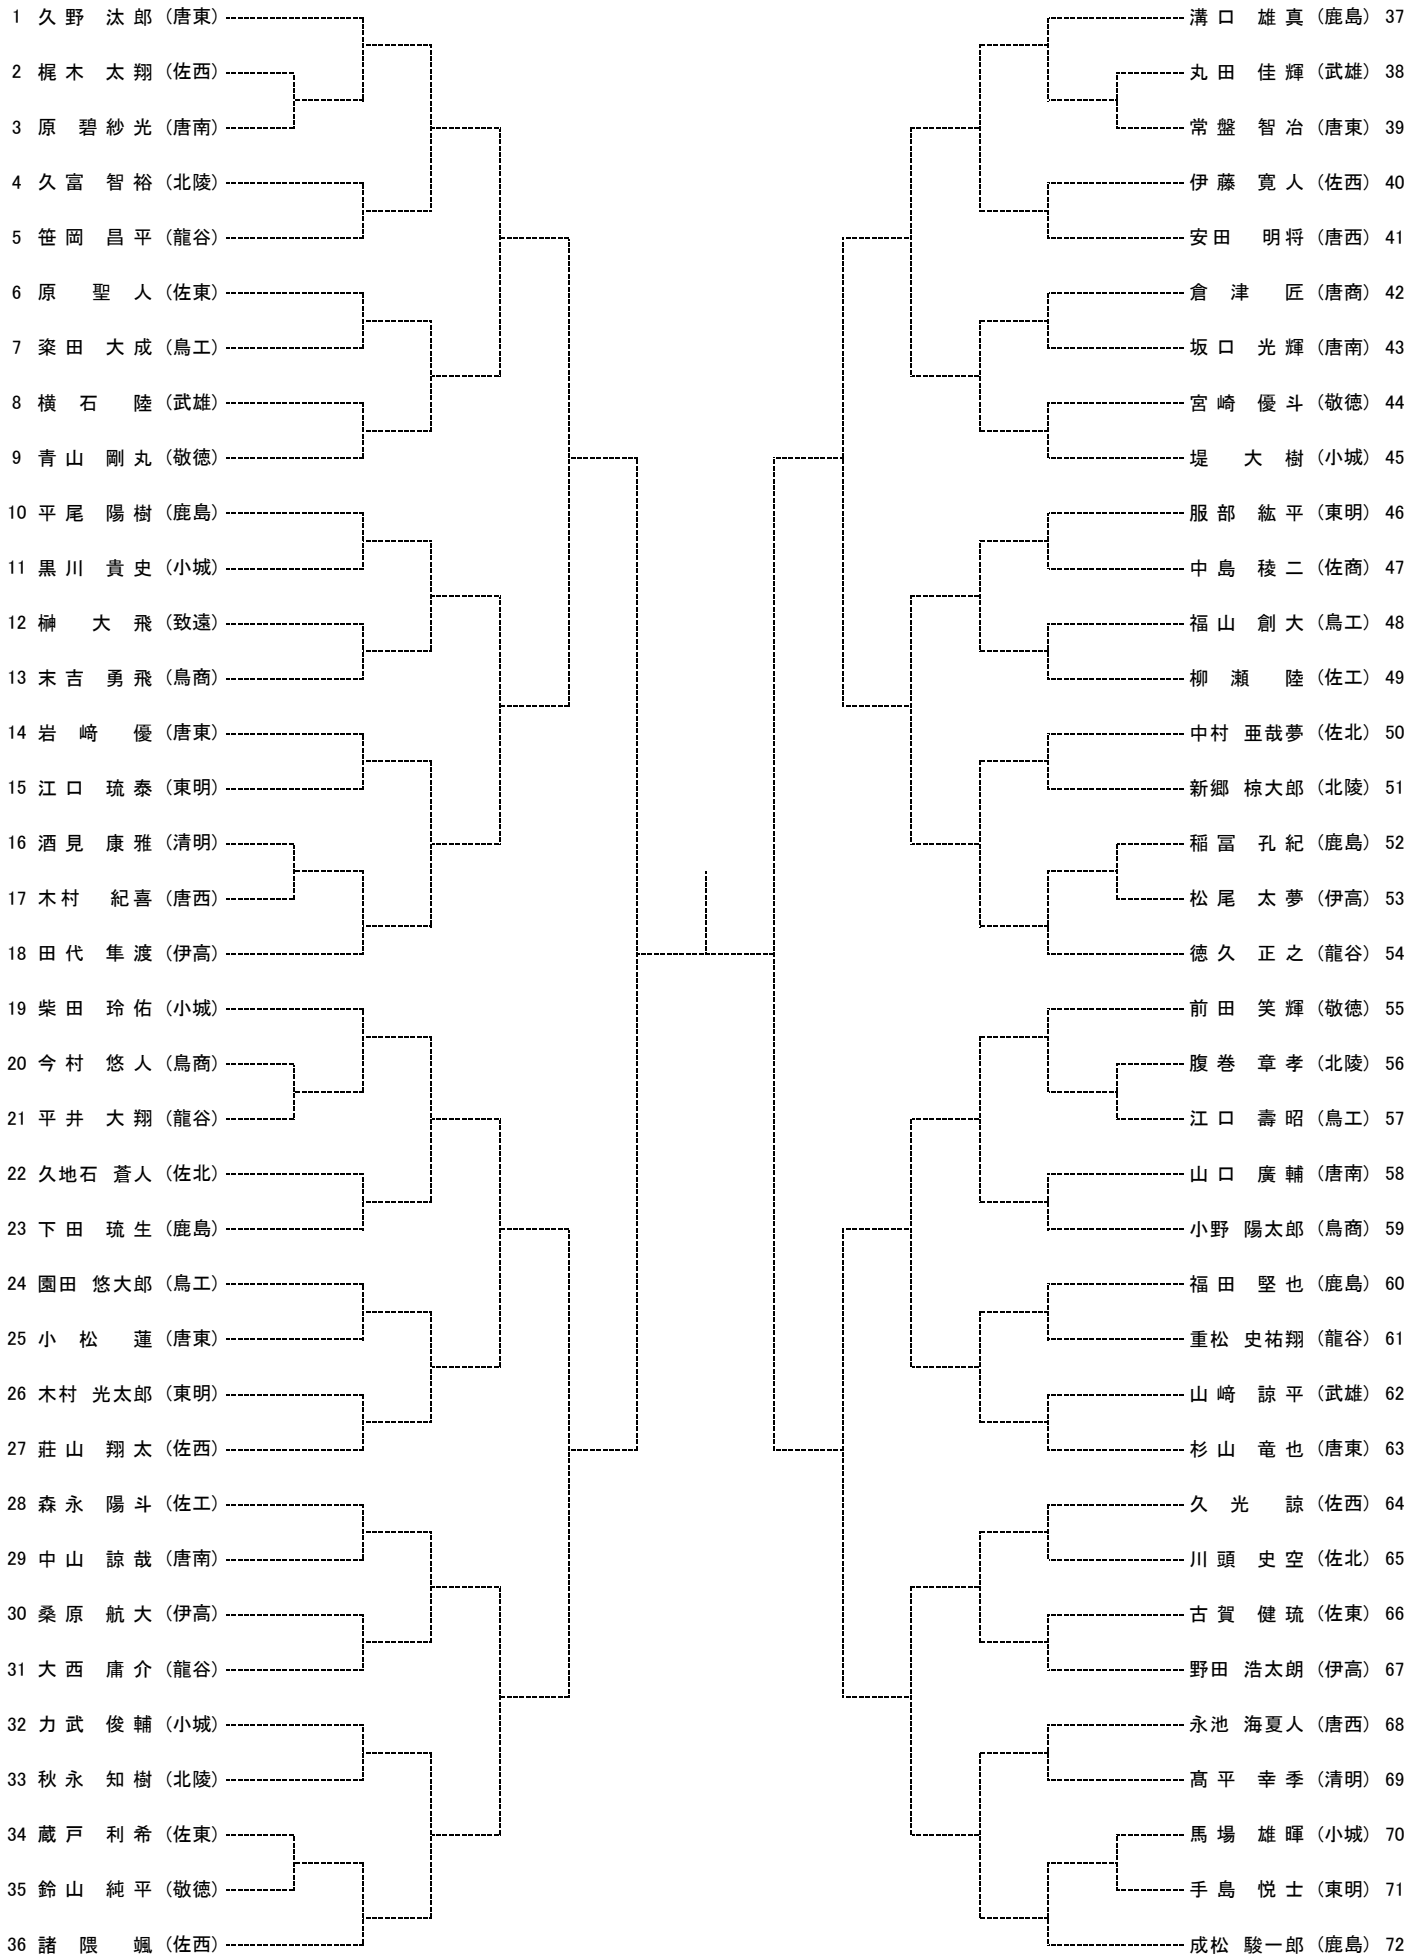 1 久野 汰郎 (唐東)
2 梶木 太翔 (佐西)
3 原 碧紗光 (唐南)
4 久富 智裕 (北陵)
5 笹岡 昌平 (龍谷)
6 原 聖人 (佐東)
7 楽田 大成 (鳥工)
8 横石 陸 (武雄)
9 青山 剛丸 (敬徳)
10 平尾 陽樹 (鹿島)
11 黒川 貴史 (小城)
12 榊 大飛 (致遠)
13 末吉 勇飛 (鳥商)
14 岩﨑 優 (唐東)
15 江口 琉泰 (東明)
16 酒見 康雅 (清明)
17 木村 紀喜 (唐西)
18 田代 隼渡 (伊高)
19 柴田 玲佑 (小城)
20 今村 悠人 (鳥商)
21 平井 大翔 (龍谷)
22 久地石 蒼人 (佐北)
23 下田 琉生 (鹿島)
24 園田 悠大郎 (鳥工)
25 小松 蓮 (唐東)
26 木村 光太郎 (東明)
27 荘山 翔太 (佐西)
28 森永 陽斗 (佐工)
29 中山 諒哉 (唐南)
30 桑原 航大 (伊高)
31 大西 庸介 (龍谷)
32 力武 俊輔 (小城)
33 秋永 知樹 (北陵)
34 蔵戸 利希 (佐東)
35 鈴山 純平 (敬徳)
36 諸隈 颯 (佐西)
溝口 雄真 (鹿島) 37
丸田 佳輝 (武雄) 38
常盤 智冶 (唐東) 39
伊藤 寛人 (佐西) 40
安田 明将 (唐西) 41
倉津 匠 (唐商) 42
坂口 光輝 (唐南) 43
宮崎 優斗 (敬徳) 44
堤 大樹 (小城) 45
服部 紘平 (東明) 46
中島 稜二 (佐商) 47
福山 創大 (鳥工) 48
柳瀬 陸 (佐工) 49
中村 亜哉夢 (佐北) 50
新郷 椋大郎 (北陵) 51
稲冨 孔紀 (鹿島) 52
松尾 太夢 (伊高) 53
徳久 正之 (龍谷) 54
前田 笑輝 (敬徳) 55
腹巻 章孝 (北陵) 56
江口 壽昭 (鳥工) 57
山口 廣輔 (唐南) 58
小野 陽太郎 (鳥商) 59
福田 堅也 (鹿島) 60
重松 史祐翔 (龍谷) 61
山﨑 諒平 (武雄) 62
杉山 竜也 (唐東) 63
久光 諒 (佐西) 64
川頭 史空 (佐北) 65
古賀 健琉 (佐東) 66
野田 浩太朗 (伊高) 67
永池 海夏人 (唐西) 68
髙平 幸季 (清明) 69
馬場 雄暉 (小城) 70
手島 悦士 (東明) 71
成松 駿一郎 (鹿島) 72